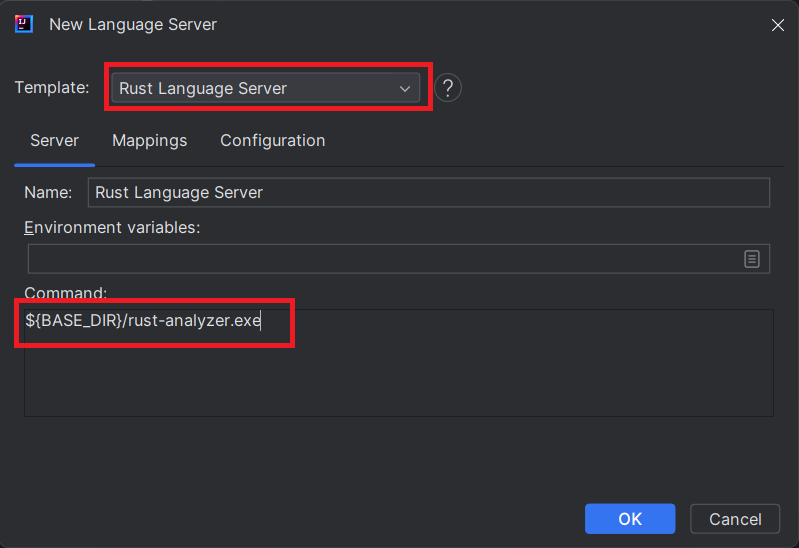 New Language Server
Template: Rust Language Server ?
Server Mappings Configuration
Name: Rust Language Server
Environment variables:
Command:
${BASE_DIR}/rust-analyzer.exe
OK Cancel